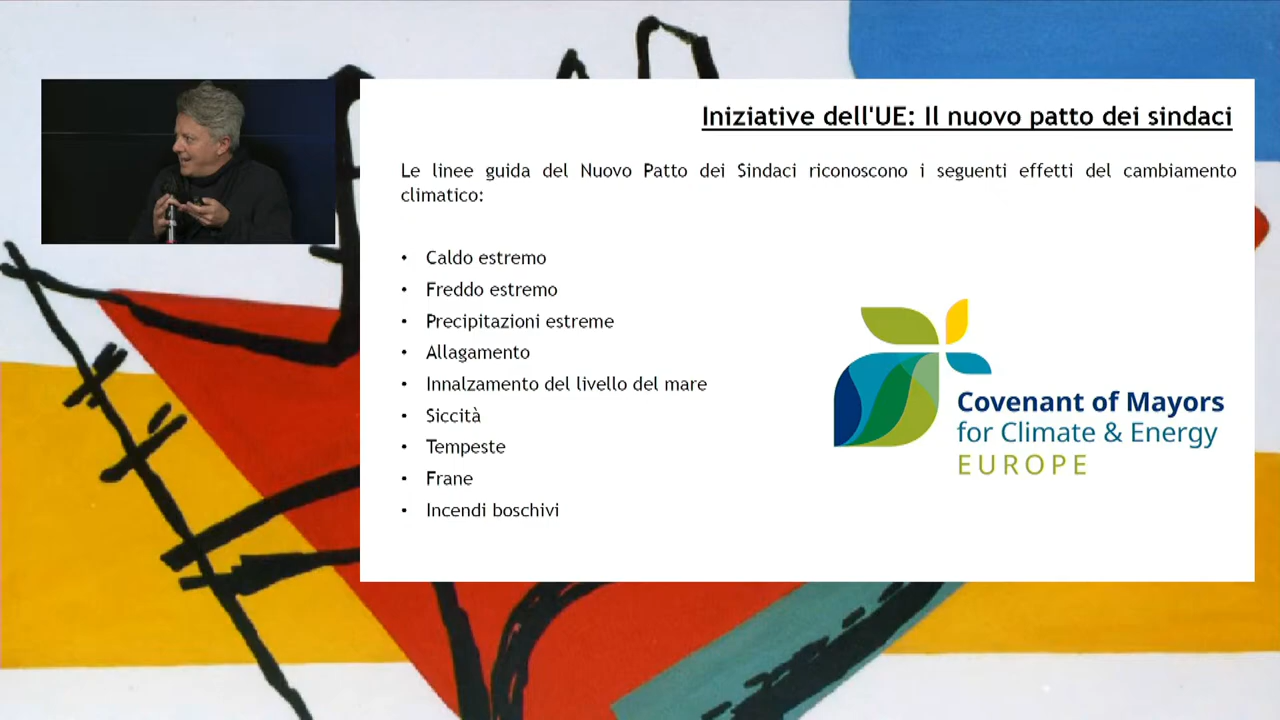 Iniziative dell'UE: Il nuovo patto dei sindaci
Le linee guida del Nuovo Patto dei Sindaci riconoscono i seguenti effetti del cambiamento
climatico:
• Caldo estremo
• Freddo estremo
• Precipitazioni estreme
• Allagamento
• Innalzamento del livello del mare
• Siccità
• Tempeste
• Frane
• Incendi boschivi
Covenant of Mayors
for Climate & Energy
EUROPE